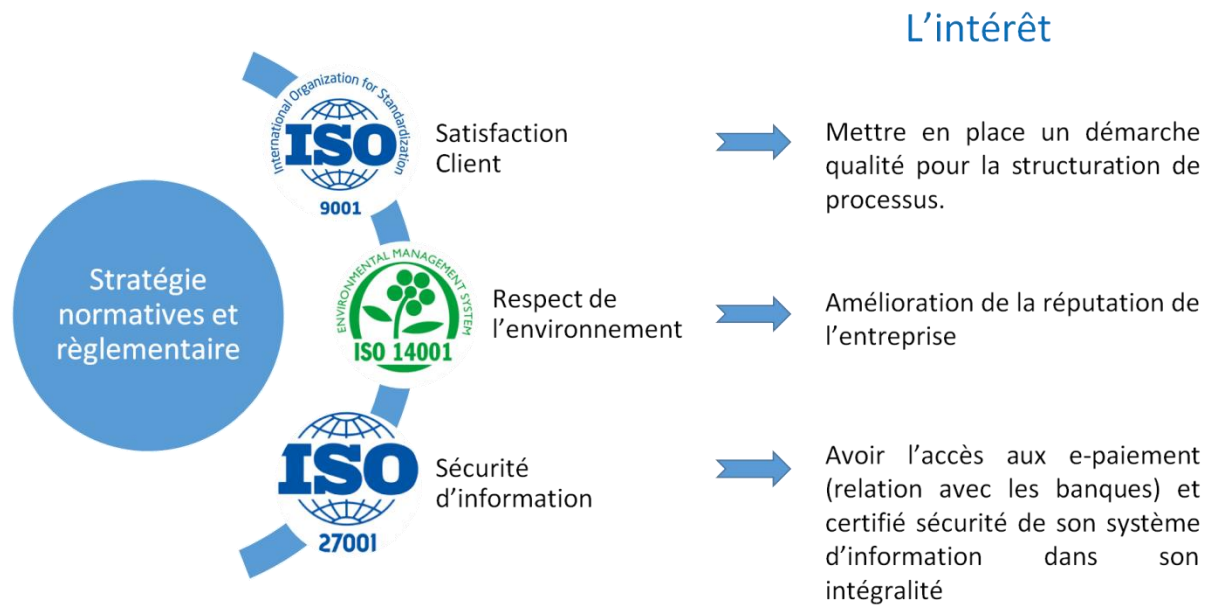 L'intérêt
Stratégie
normatives et
règlementaire
International Organization for Standardization
ISO
9001
Satisfaction
Client
Mettre en place un démarche
qualité pour la structuration de
processus.
ENVIRONMENTAL MANAGEMENT SYSTEM
ISO 14001
Respect de
l'environnement
Amélioration de la réputation de
l'entreprise
ISO
27001
Sécurité
d'information
Avoir l'accès aux e-paiement
(relation avec les banques) et
certifié sécurité de son système
d'information dans son
intégralité